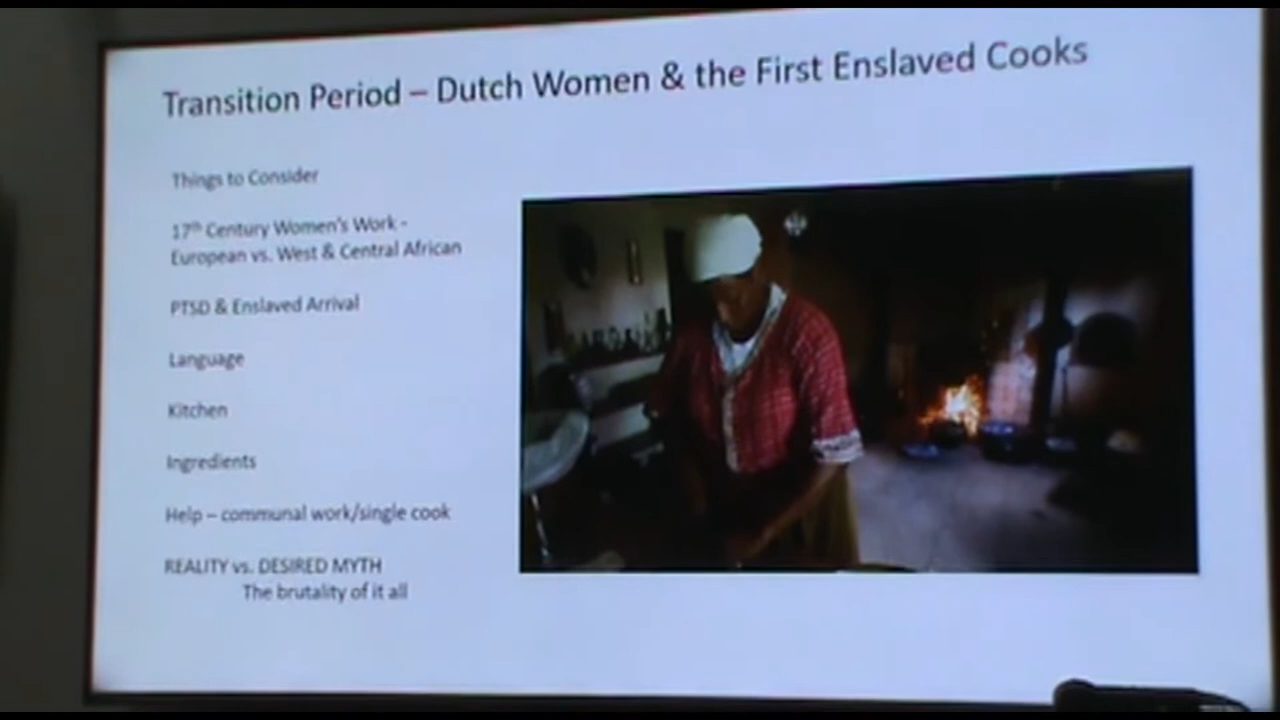 Transition Period – Dutch Women & the First Enslaved Cooks
Things to Consider
17th Century Women's Work -
European vs. West & Central African
PTSD & Enslaved Arrival
Language
Kitchen
Ingredients
Help – communal work/single cook
REALITY vs. DESIRED MYTH
The brutality of it all